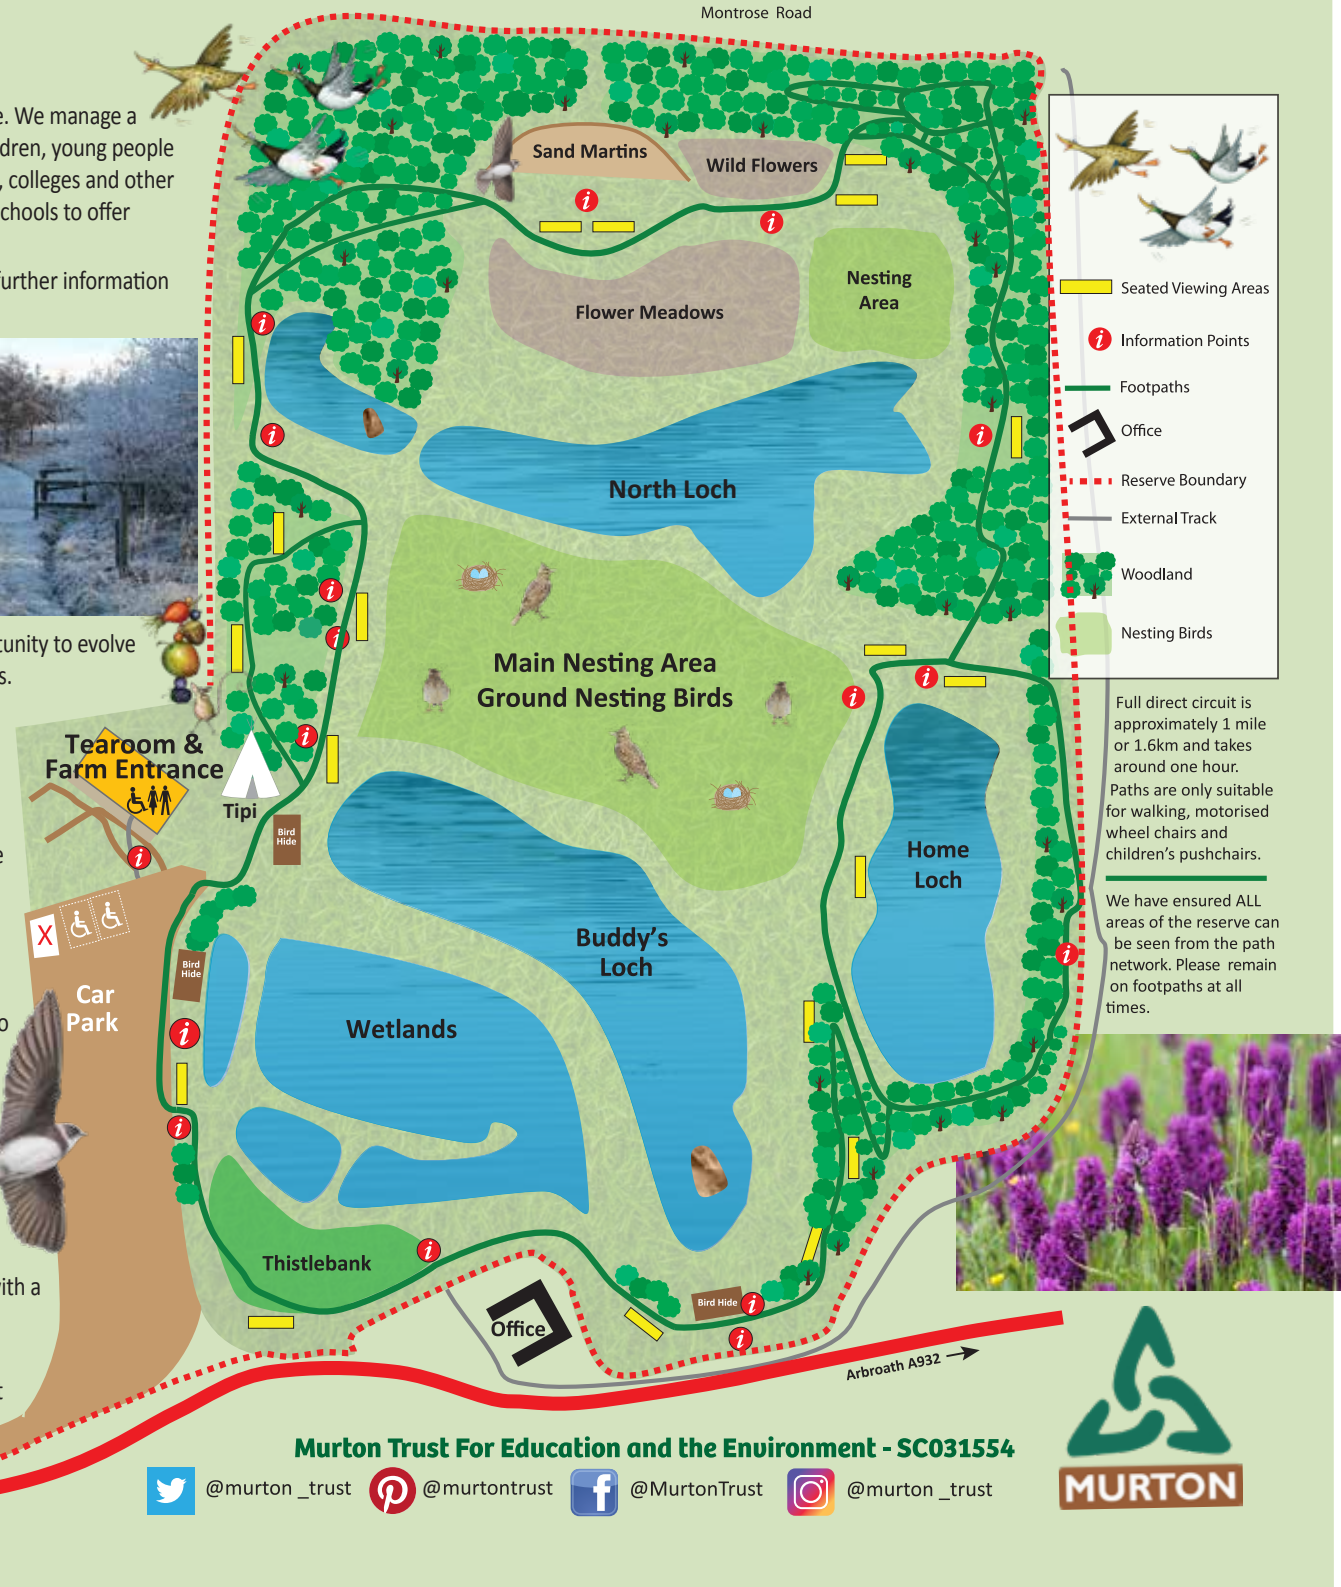 Montrose Road
e. We manage a
dren, young people
, colleges and other
chools to offer
further information
tunity to evolve
s.
e
o
ith a
t
Sand Martins
Wild Flowers
Nesting
Area
Flower Meadows
North Loch
Main Nesting Area
Ground Nesting Birds
Tearoom &
Farm Entrance
Tipi
Bird
Hide
Home
Loch
Buddy's
Loch
X
Bird
Hide
Car
Park
Wetlands
Thistlebank
Office
Bird Hide
Arbroath A932
Seated Viewing Areas
i Information Points
Footpaths
Office
Reserve Boundary
External Track
Woodland
Nesting Birds
Full direct circuit is
approximately 1 mile
or 1.6km and takes
around one hour.
Paths are only suitable
for walking, motorised
wheel chairs and
children's pushchairs.
We have ensured ALL
areas of the reserve can
be seen from the path
network. Please remain
on footpaths at all
times.
Murton Trust For Education and the Environment - SC031554
@murton _trust @murtontrust @MurtonTrust @murton _trust
MURTON